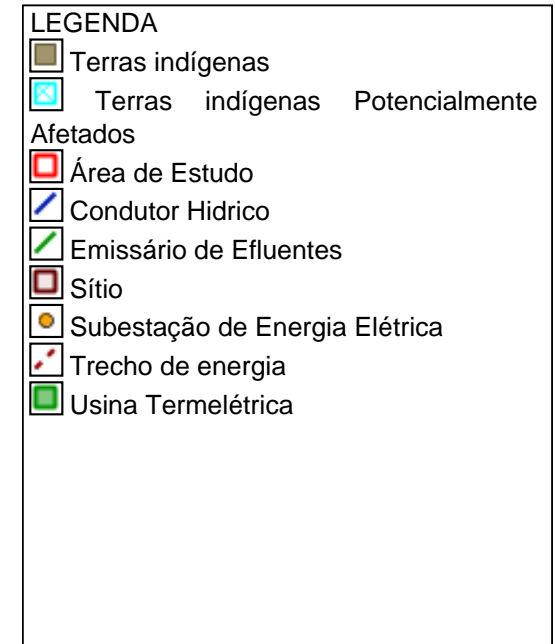 LEGENDA
Terras indígenas
Terras indígenas Potencialmente
Afetados
Área de Estudo
Condutor Hidrico
Emissário de Efluentes
Sítio
Subestação de Energia Elétrica
Trecho de energia
Usina Termelétrica